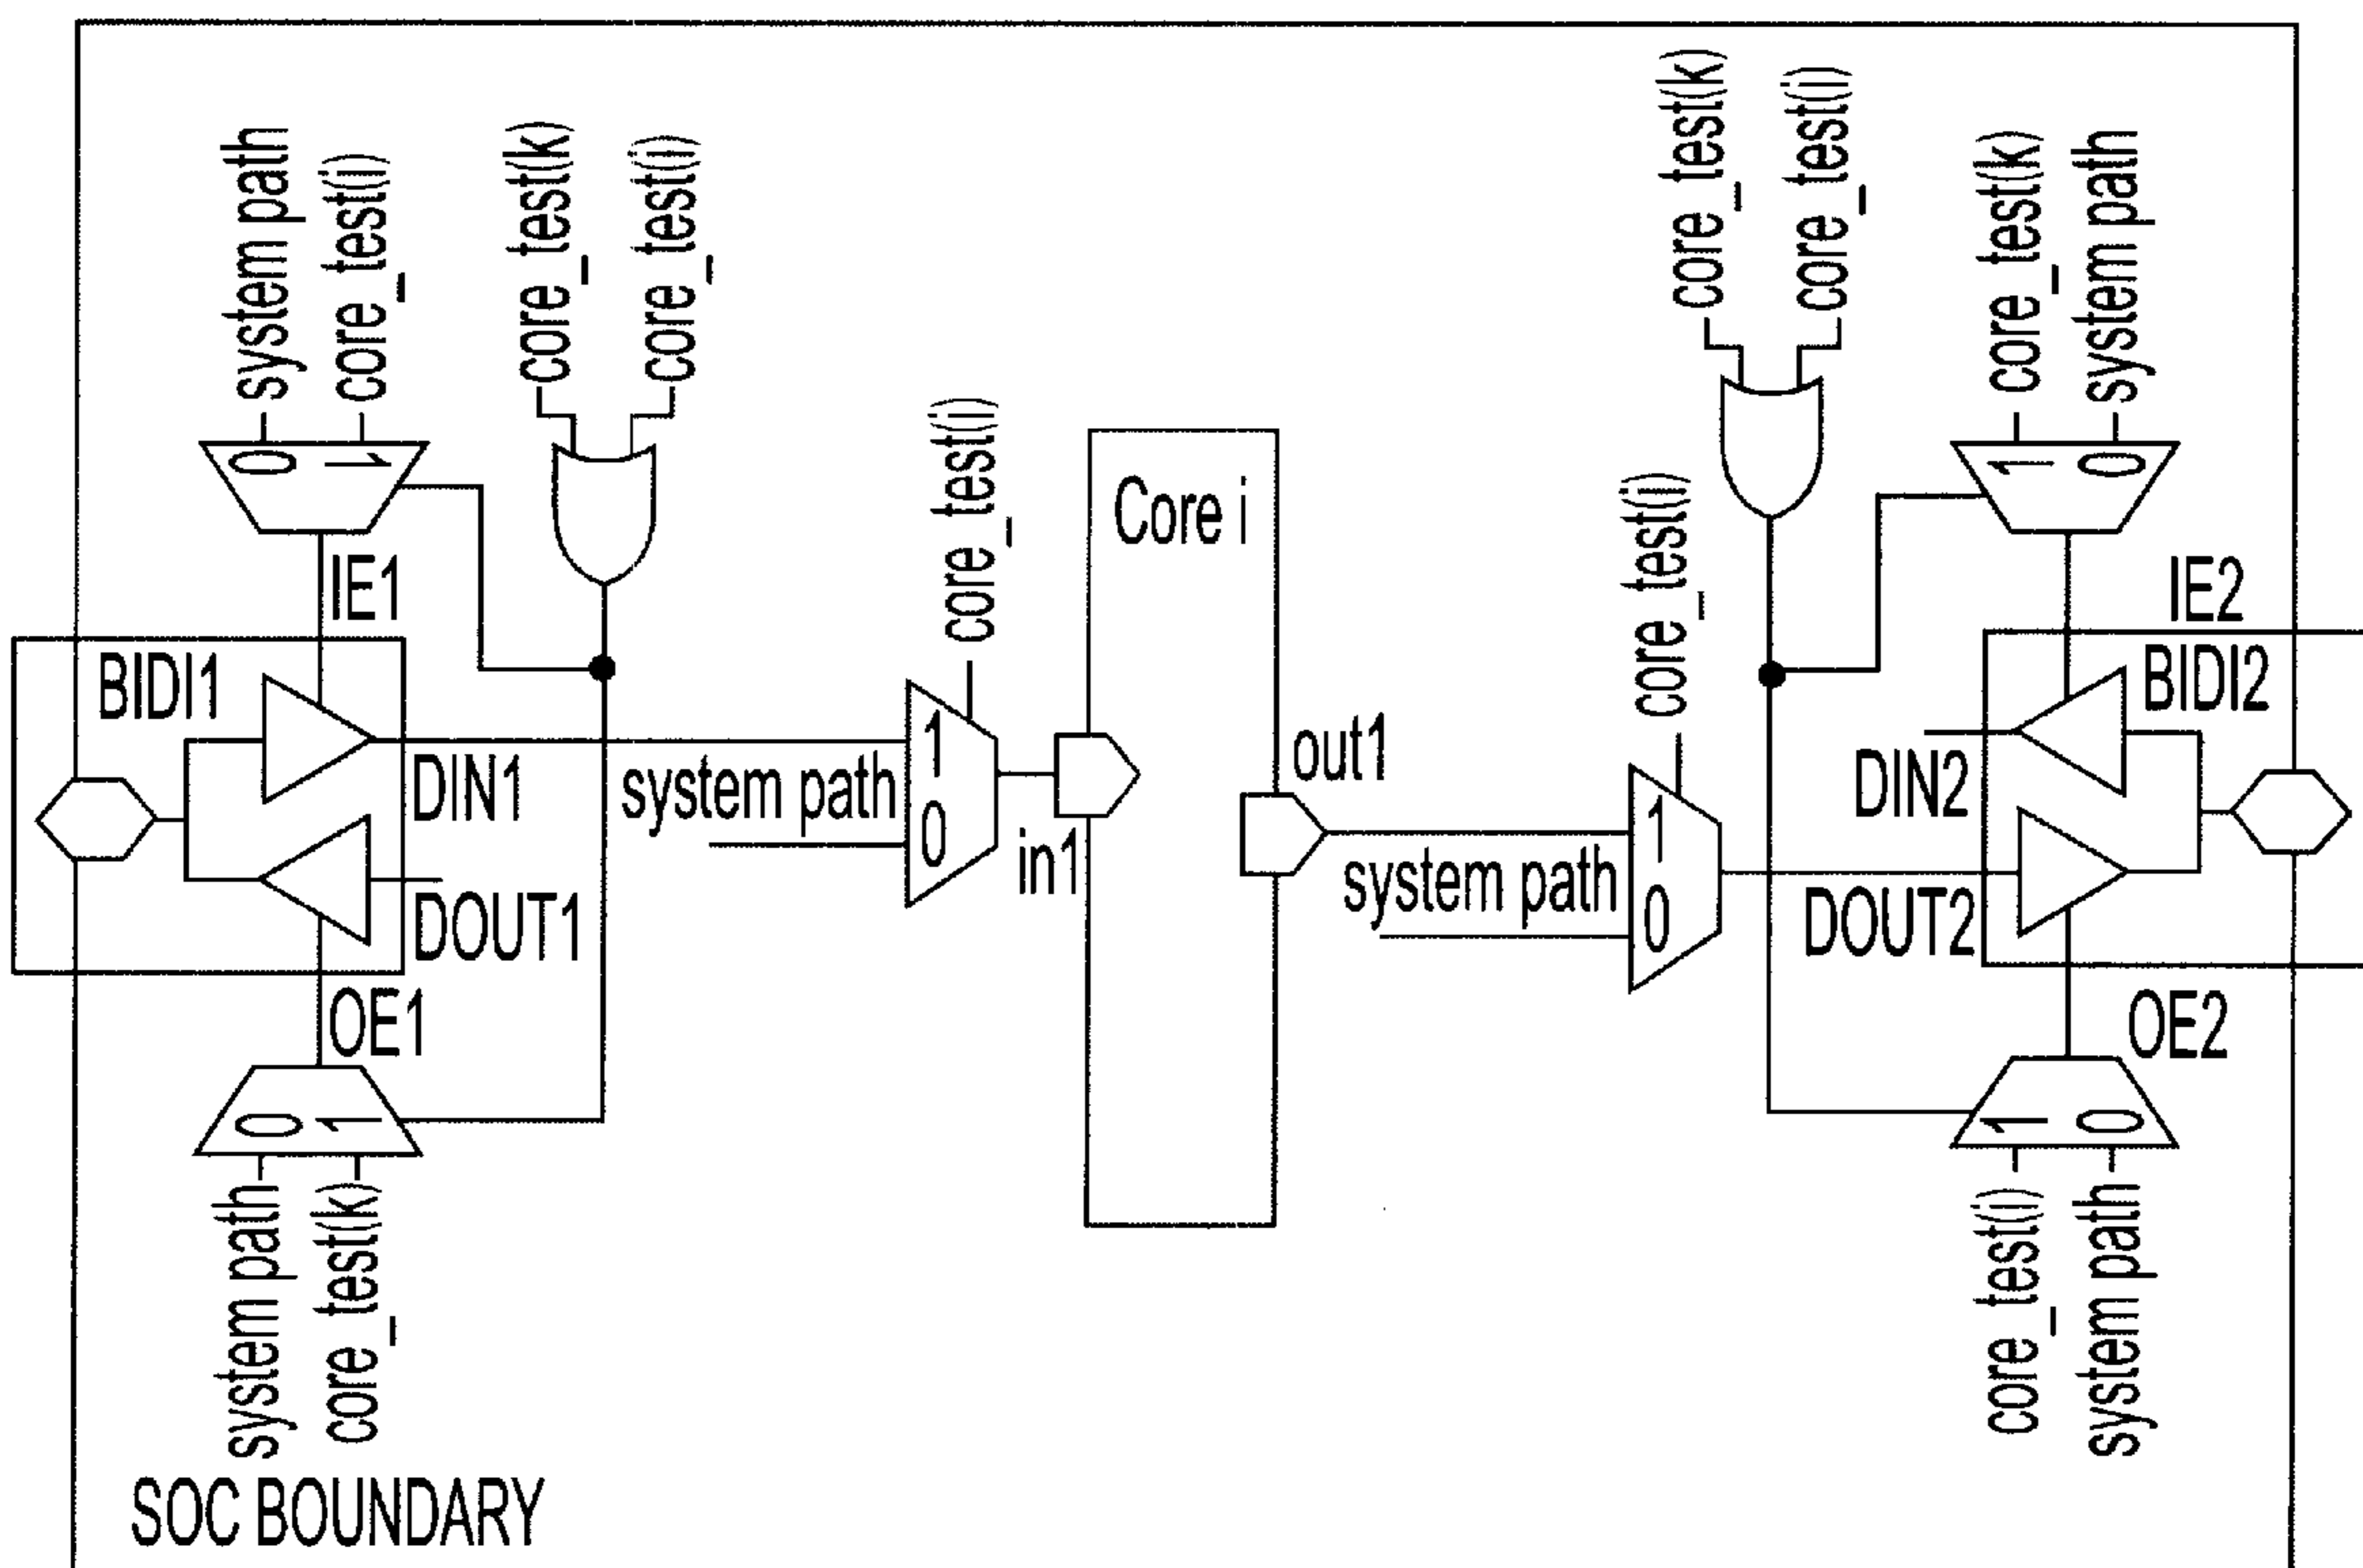 system path
core_test(i)
core_test(k)
core_test(i)
core_test(k)
core_test(i)
core_test(k)
system path
0
1
1
0
core_test(i)
Core i
core_test(i)
IE1
IE2
BIDI1
BIDI2
DIN1
system path
1
0
in1
out1
system path
1
0
DIN2
DOUT1
DOUT2
OE1
OE2
0
1
1
0
system path
core_test(k)
core_test(i)
system path
SOC BOUNDARY